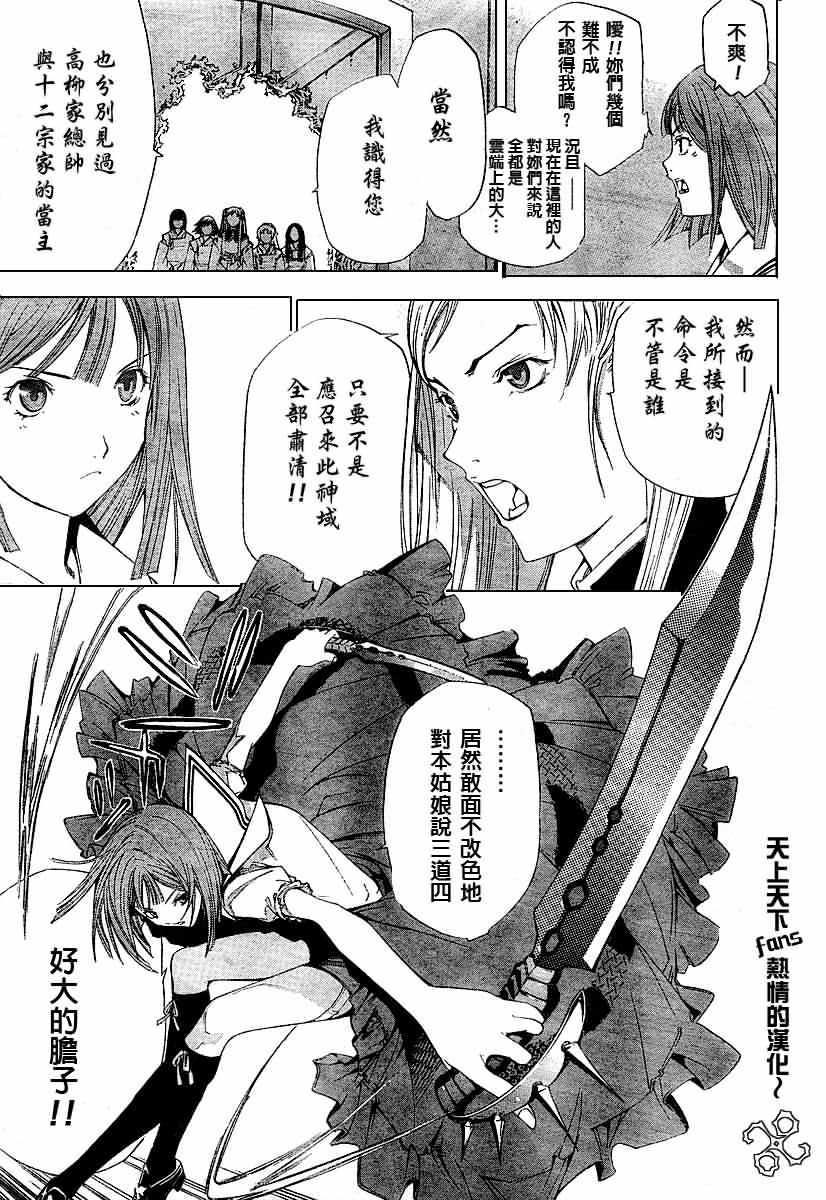 不爽！
噯!!妳們幾個
難不成
不認得我嗎？
況且——
現在在這裡的人
對妳們來說
全都是
雲端上的大…
當然
我識得您
也分別見過
高柳家總帥
與十二宗家的當主
然而——
我所接到的
命令是
不管是誰
只要不是
應召來此神域
全部肅清!!
………
居然敢面不改色地
對本姑娘說三道四
好大的膽子!!
天上天下
fans
熱情的漢化~